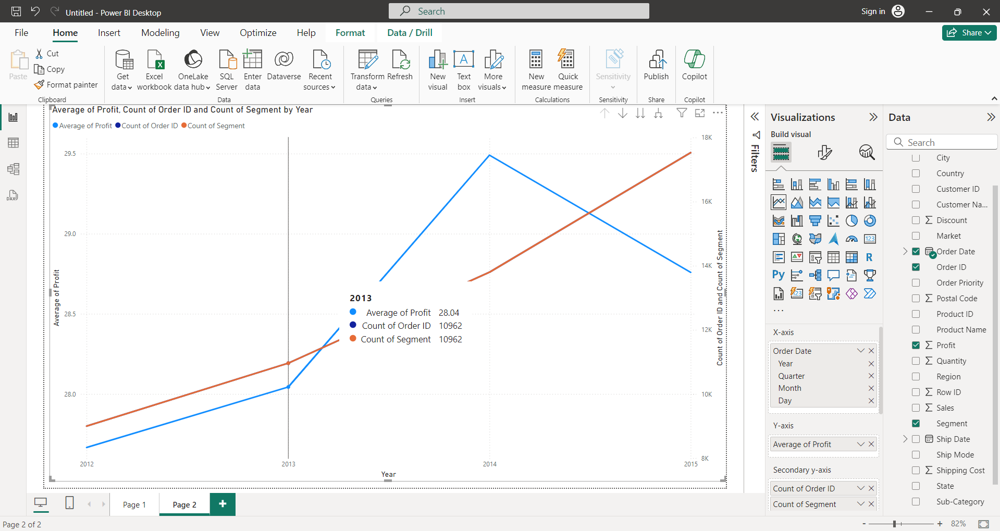 Untitled - Power BI Desktop
Search
Sign in
File Home Insert Modeling View Optimize Help Format Data / Drill
Share
Paste
Cut
Copy
Format painter
Clipboard
Get data
Excel workbook
OneLake data hub
SQL Server
Enter data
Dataverse
Recent sources
Data
Transform data
Refresh
Queries
New visual
A
Text box
More visuals
Insert
New measure
Quick measure
Calculations
Sensitivity
Sensitivity
Publish
Share
Copilot
Copilot
DAX
Average of Profit, Count of Order ID and Count of Segment by Year
Average of Profit Count of Order ID Count of Segment
Average of Profit
29.5
29.0
28.5
28.0
18K
16K
14K
12K
10K
8K
Count of Order ID and Count of Segment
2013
Average of Profit 28.04
Count of Order ID 10962
Count of Segment 10962
2012 2013 2014 2015
Year
Filters
Visualizations
Build visual
123
R
Py
123
...
X-axis
Order Date
Year
Quarter
Month
Day
Y-axis
Average of Profit
Secondary y-axis
Count of Order ID
Count of Segment
Data
Search
City
Country
Customer ID
Customer Na...
Discount
Market
Order Date
Order ID
Order Priority
Postal Code
Product ID
Product Name
Profit
Quantity
Region
Row ID
Sales
Segment
Ship Date
Ship Mode
Shipping Cost
State
Sub-Category
Page 1
Page 2
Page 2 of 2
- + 82%